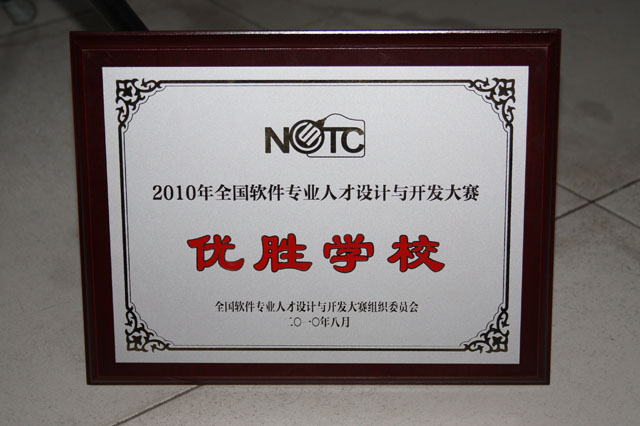 NOTC
2010年全国软件专业人才设计与开发大赛
优胜学校
全国软件专业人才设计与开发大赛组织委员会
二〇一〇年八月